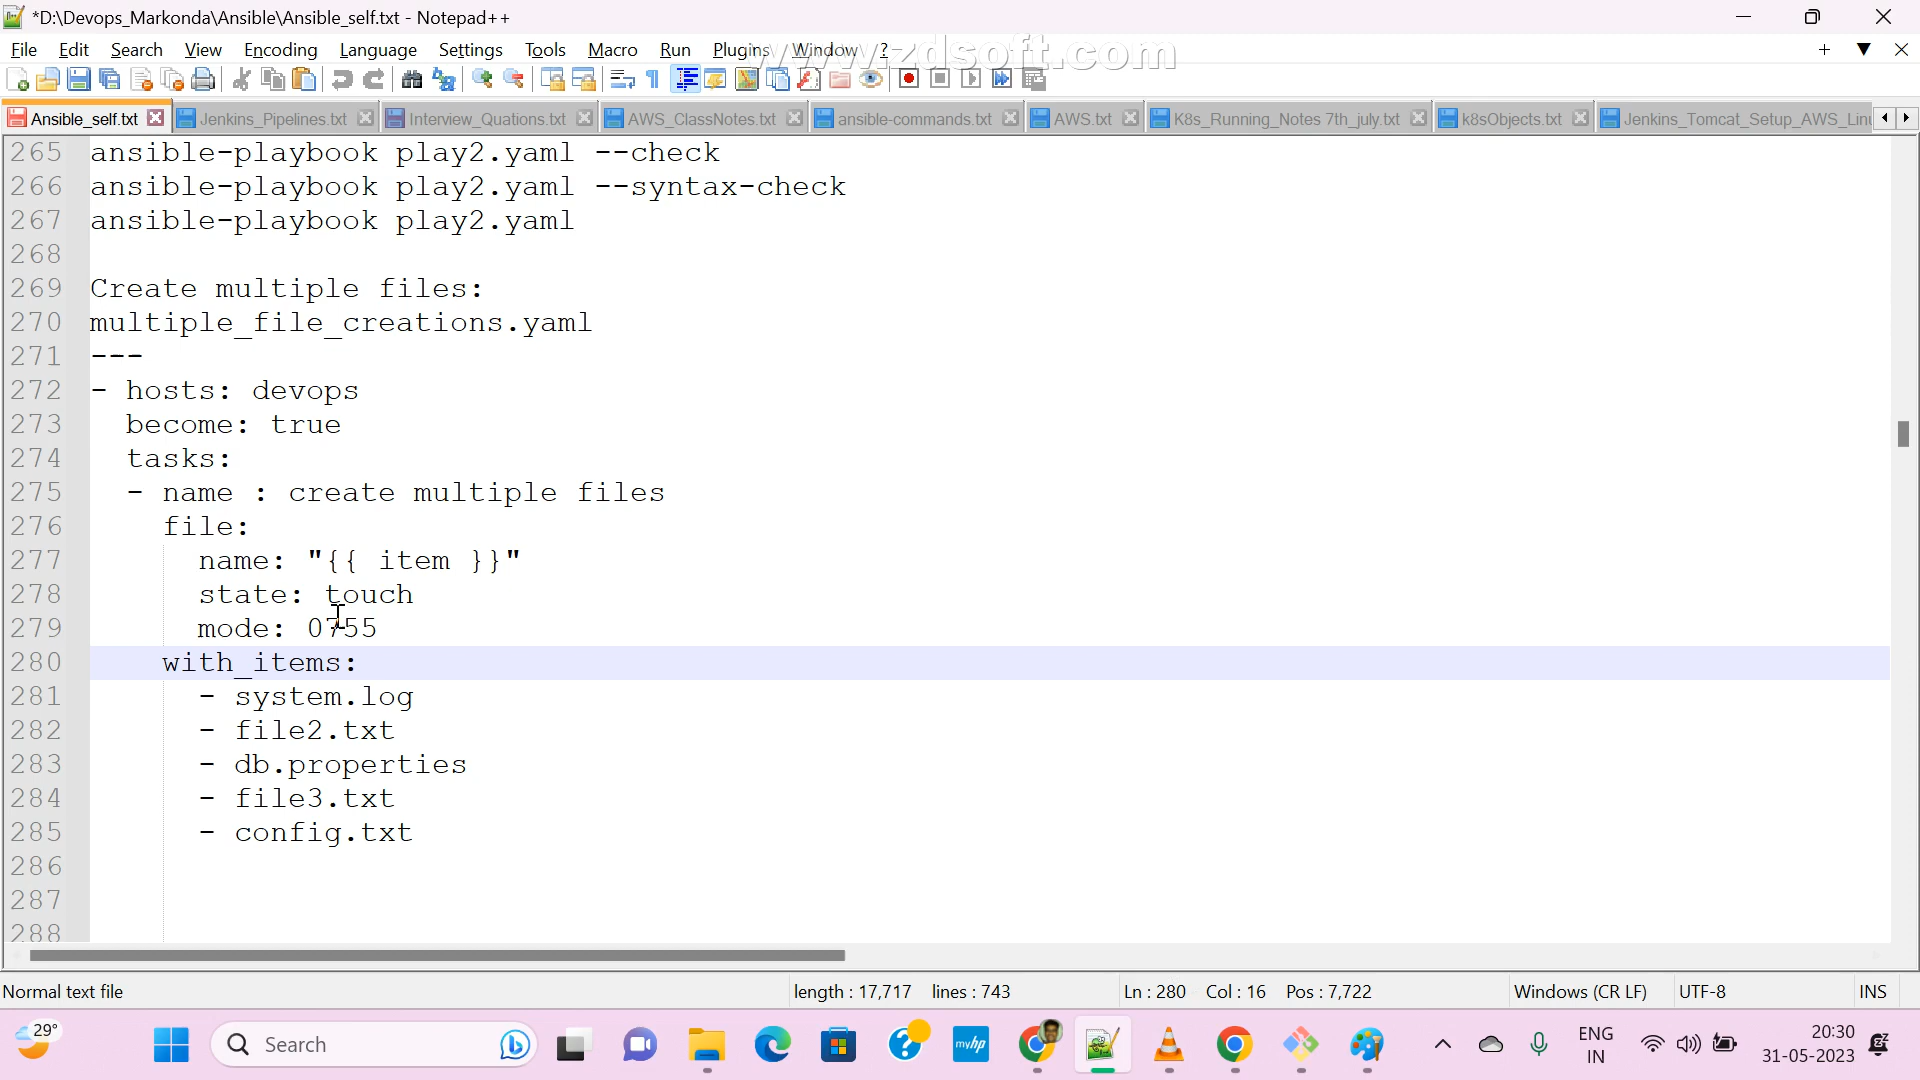 *D:\Devops_Markonda\Ansible\Ansible_self.txt - Notepad++
File Edit Search View Encoding Language Settings Tools Macro Run Plugins Window ?
www.zdsoft.com
Ansible_self.txt Jenkins_Pipelines.txt Interview_Quations.txt AWS_ClassNotes.txt ansible-commands.txt AWS.txt K8s_Running_Notes 7th_july.txt k8sObjects.txt Jenkins_Tomcat_Setup_AWS_Linu
265 ansible-playbook play2.yaml --check
266 ansible-playbook play2.yaml --syntax-check
267 ansible-playbook play2.yaml
268
269 Create multiple files:
270 multiple_file_creations.yaml
271 ---
272 - hosts: devops
273   become: true
274   tasks:
275   - name : create multiple files
276     file:
277       name: "{{ item }}"
278       state: touch
279       mode: 0755
280     with_items:
281       - system.log
282       - file2.txt
283       - db.properties
284       - file3.txt
285       - config.txt
286
287
288
Normal text file length : 17,717 lines : 743 Ln : 280 Col : 16 Pos : 7,722 Windows (CR LF) UTF-8 INS
29° Search myhp ENG 20:30
IN 31-05-2023